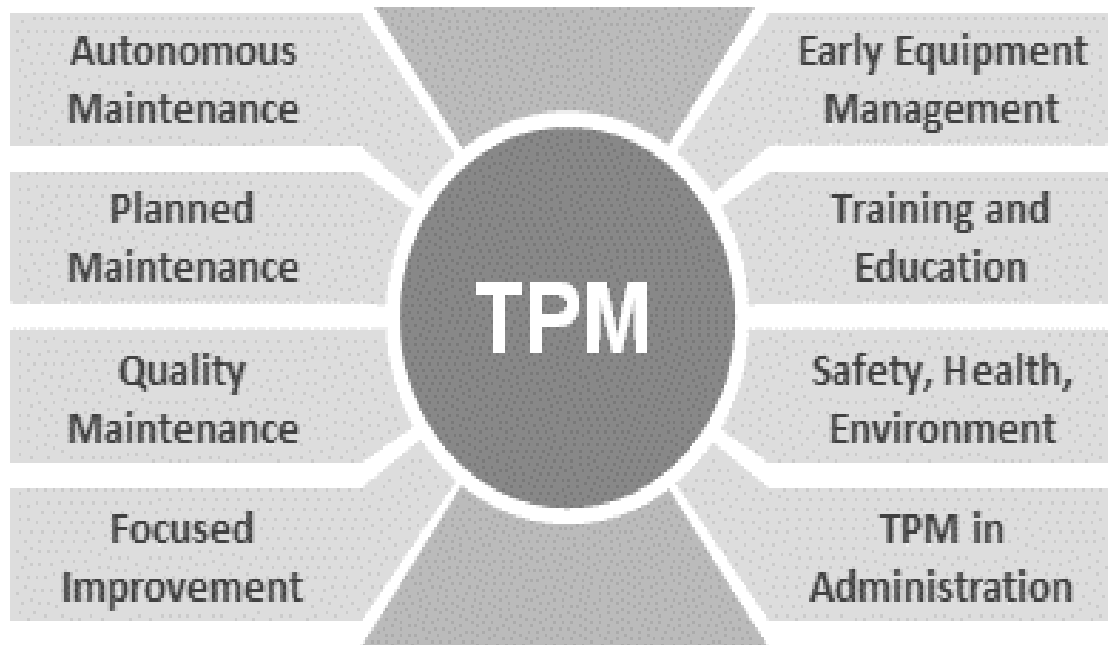 Autonomous
Maintenance
Planned
Maintenance
Quality
Maintenance
Focused
Improvement
TPM
Early Equipment
Management
Training and
Education
Safety, Health,
Environment
TPM in
Administration